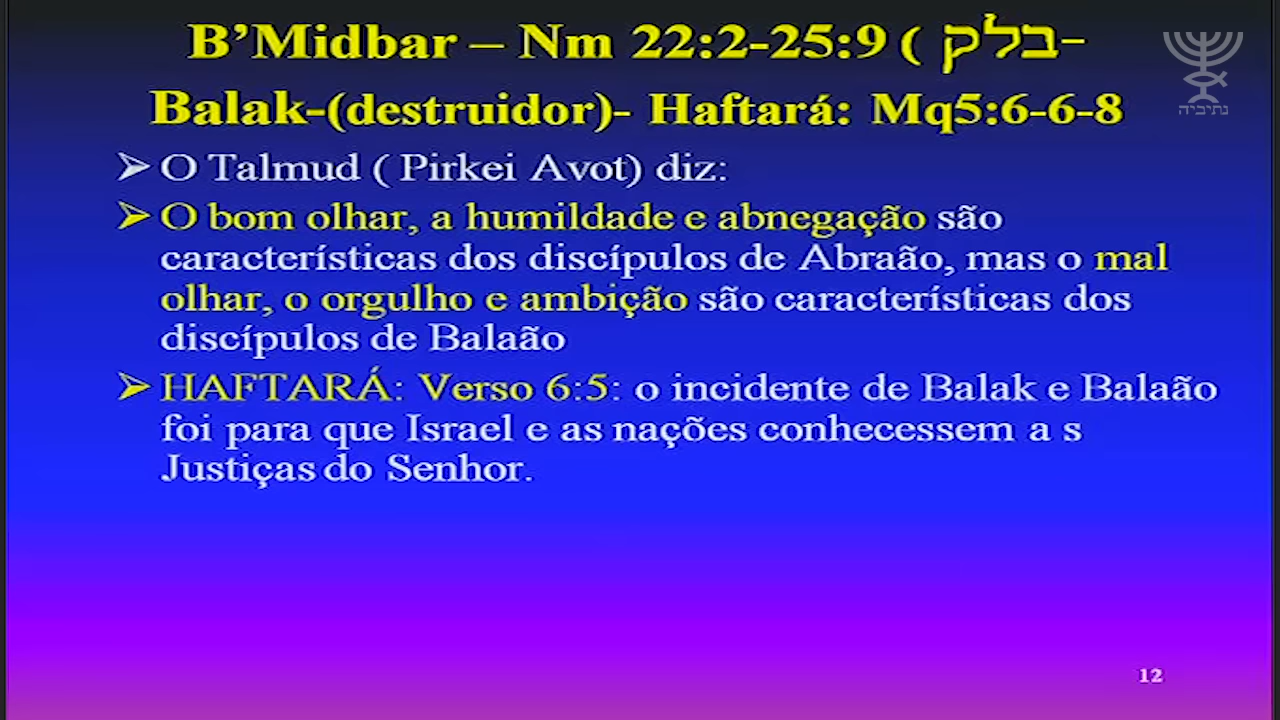 B’Midbar – Nm 22:2-25:9 ( בלק-
Balak-(destruidor)- Haftará: Mq5:6-6-8
נתיביה
➢ O Talmud ( Pirkei Avot) diz:
➢ O bom olhar, a humildade e abnegação são
características dos discípulos de Abraão, mas o mal
olhar, o orgulho e ambição são características dos
discípulos de Balaão
➢ HAFTARÁ: Verso 6:5: o incidente de Balak e Balaão
foi para que Israel e as nações conhecessem a s
Justiças do Senhor.
12